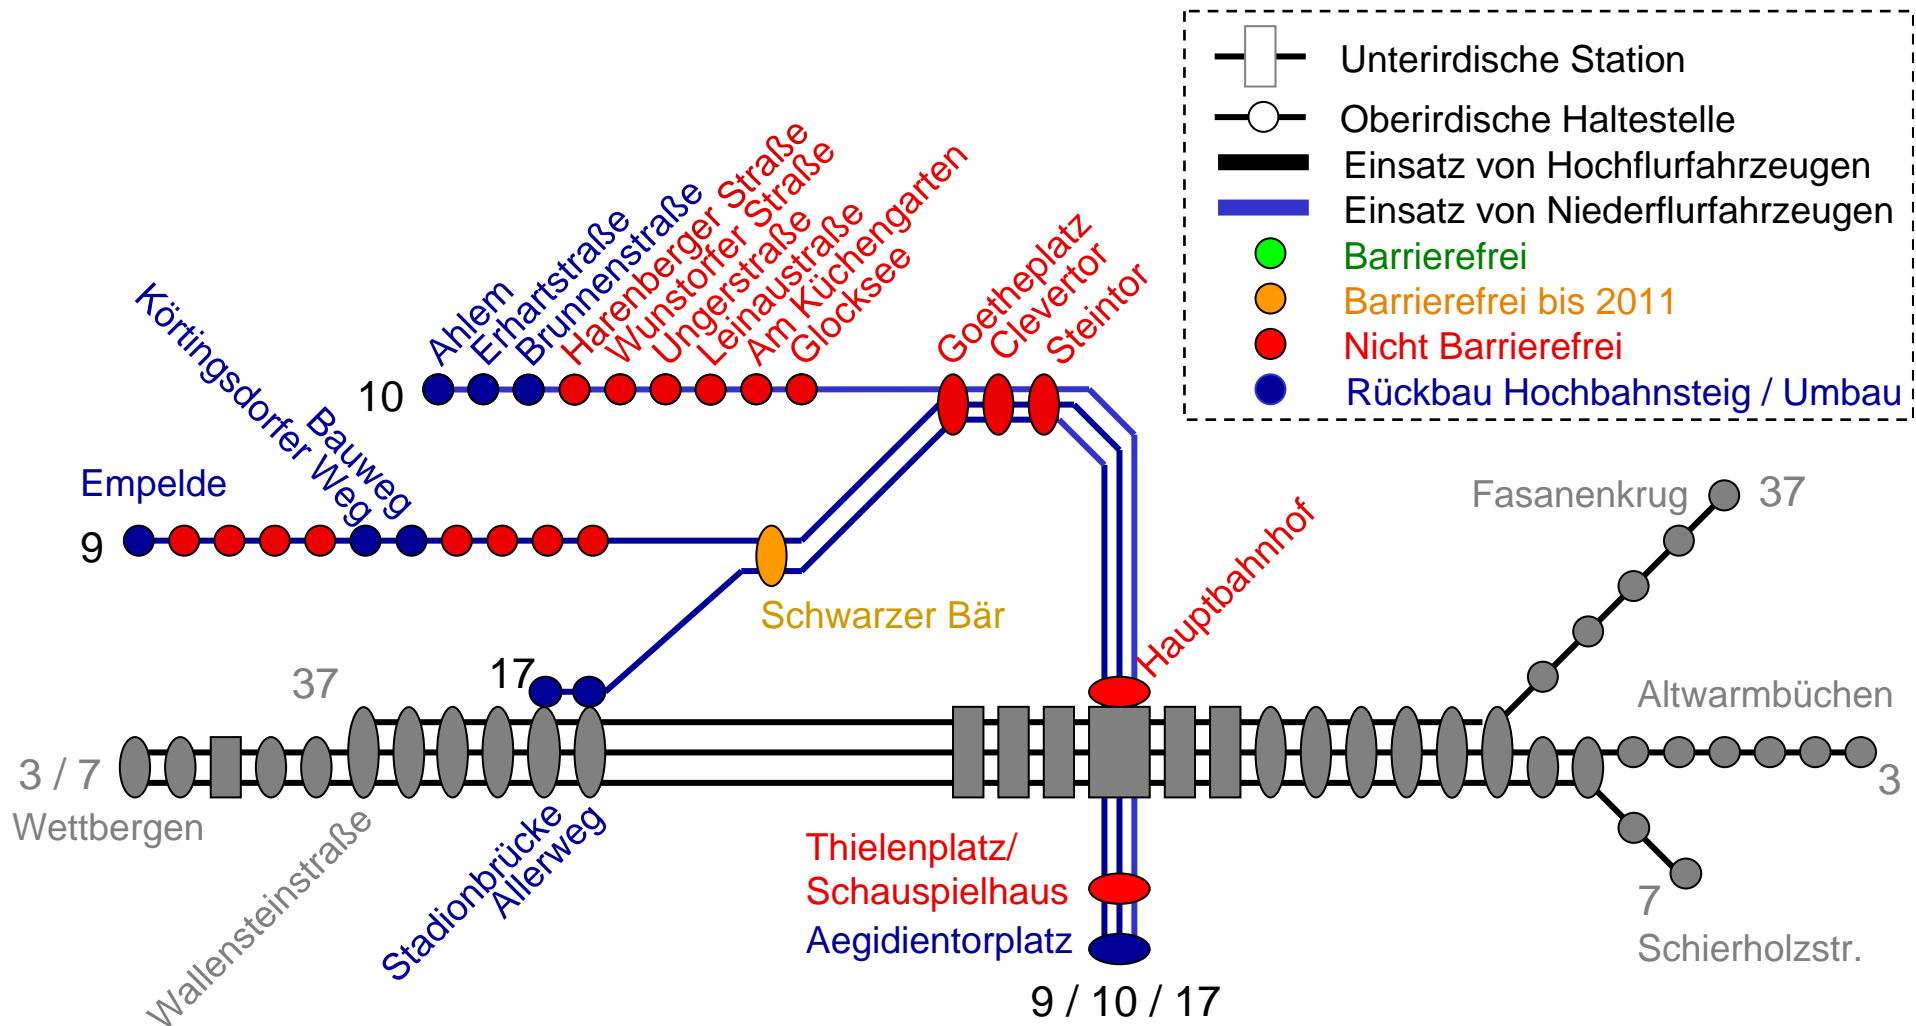 Unterirdische Station
Oberirdische Haltestelle
Einsatz von Hochflurfahrzeugen
Einsatz von Niederflurfahrzeugen
Barrierefrei
Barrierefrei bis 2011
Nicht Barrierefrei
Rückbau Hochbahnsteig / Umbau
10
Ahlem
Erhartstraße
Brunnenstraße
Harenberger Straße
Wunstorfer Straße
Ungerstraße
Leinaustraße
Am Küchengarten
Glocksee
Goetheplatz
Clevertor
Steintor
Empelde
9
Körtingsdorfer Weg
Bauweg
Schwarzer Bär
Fasanenkrug
37
Hauptbahnhof
37
17
Altwarmbüchen
3
3 / 7
Wettbergen
Wallensteinstraße
Stadionbrücke
Allerweg
Thielenplatz/
Schauspielhaus
Aegidientorplatz
9 / 10 / 17
7
Schierholzstr.